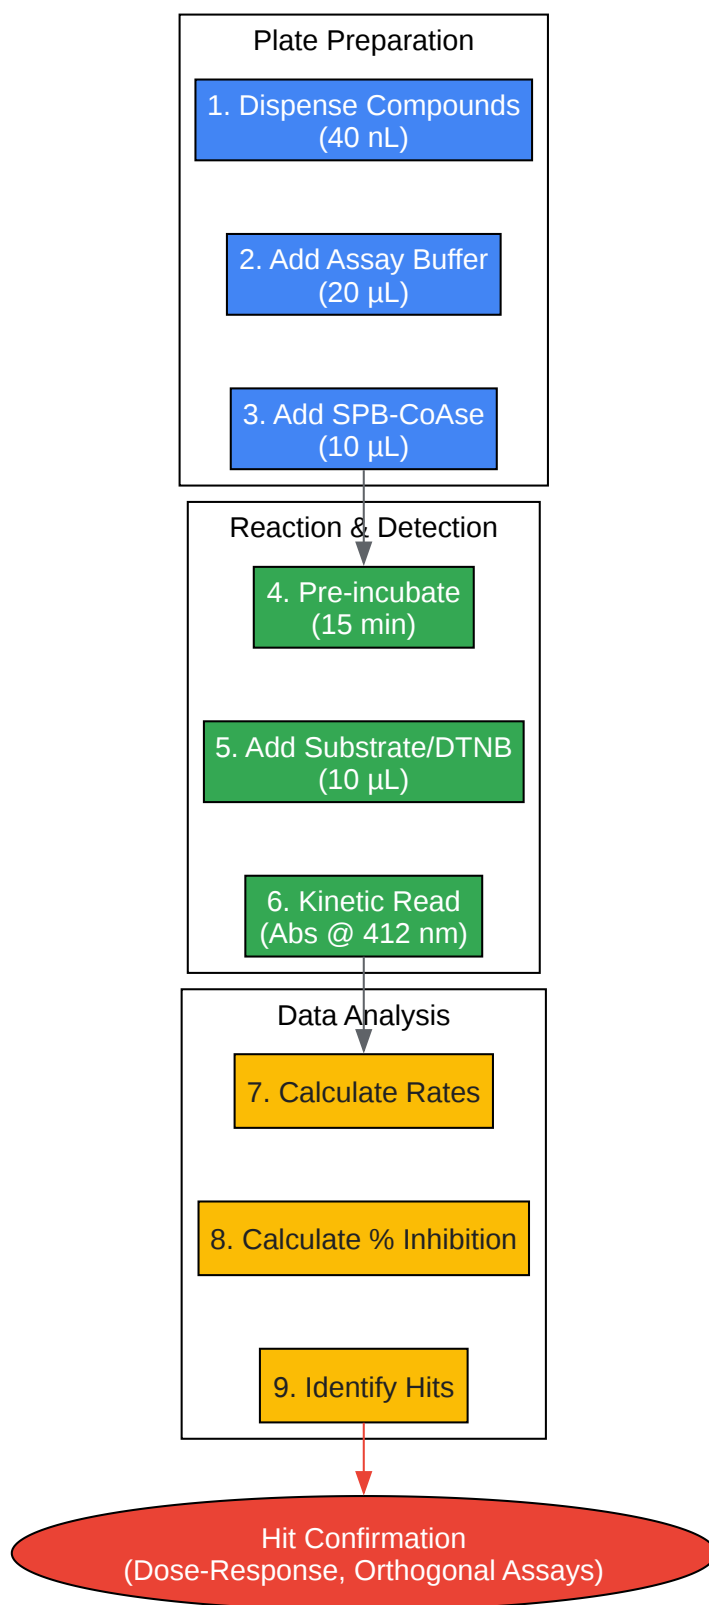 Plate Preparation
1. Dispense Compounds
(40 nL)
2. Add Assay Buffer
(20 µL)
3. Add SPB-CoAse
(10 µL)
Reaction & Detection
4. Pre-incubate
(15 min)
5. Add Substrate/DTNB
(10 µL)
6. Kinetic Read
(Abs @ 412 nm)
Data Analysis
7. Calculate Rates
8. Calculate % Inhibition
9. Identify Hits
Hit Confirmation
(Dose-Response, Orthogonal Assays)